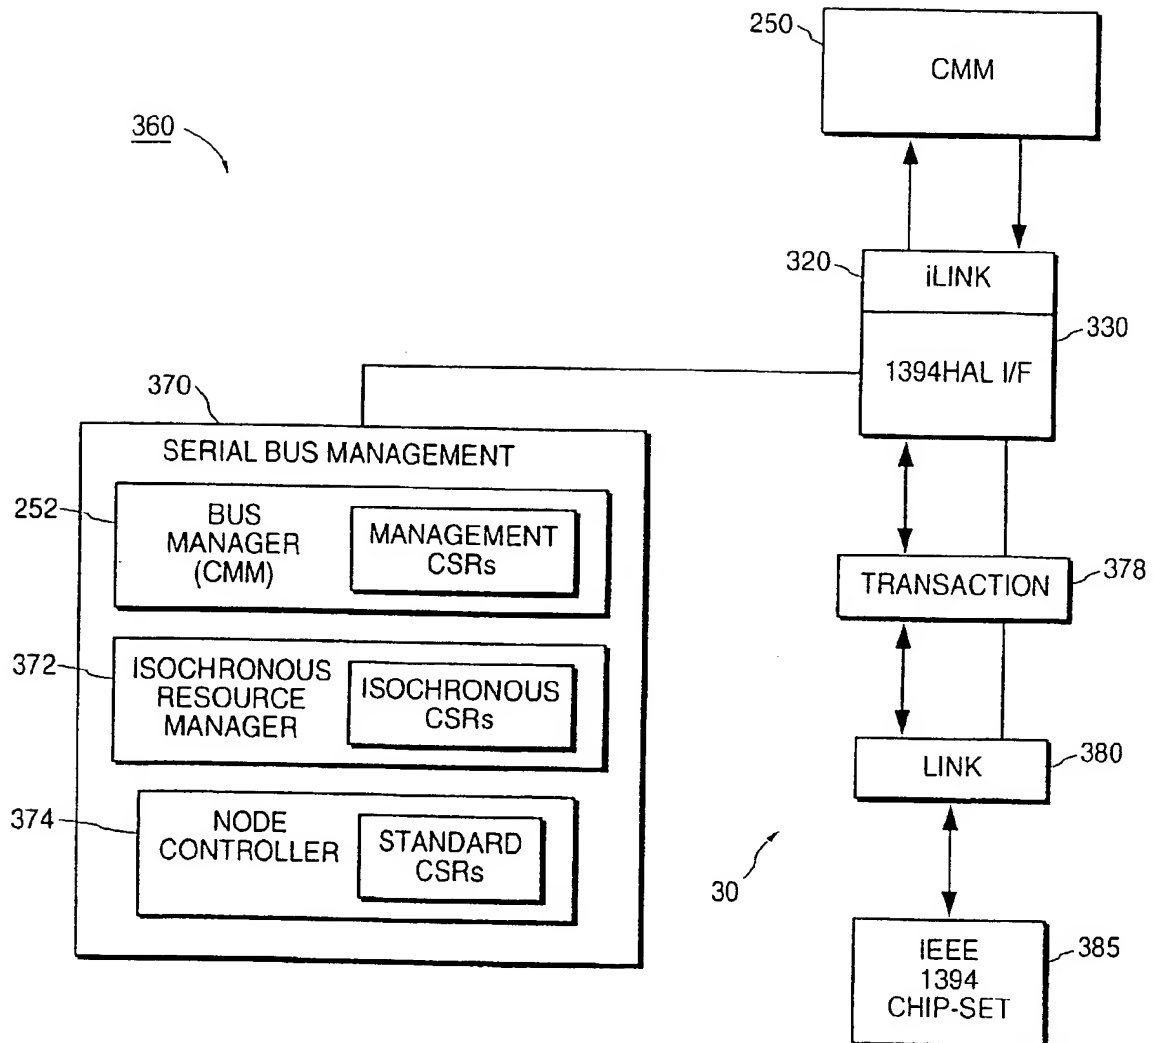 250
CMM
360
320
iLINK
330
1394HAL I/F
370
SERIAL BUS MANAGEMENT
252
BUS
MANAGER
(CMM)
MANAGEMENT
CSRs
TRANSACTION
378
372
ISOCHRONOUS
RESOURCE
MANAGER
ISOCHRONOUS
CSRs
LINK
380
374
NODE
CONTROLLER
STANDARD
CSRs
30
IEEE
1394
CHIP-SET
385